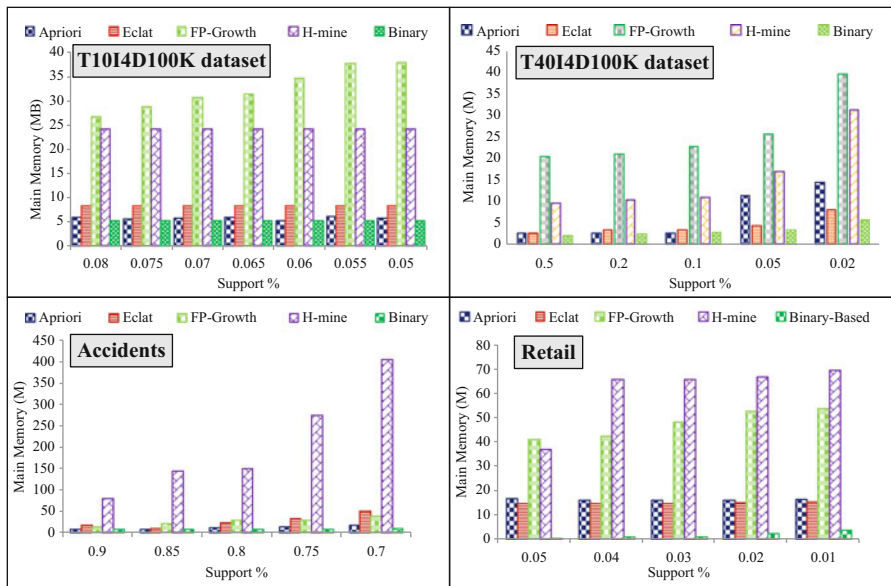 Apriori Eclat FP-Growth H-mine Binary
T10I4D100K dataset
Main Memory (MB)
40
35
30
25
20
15
10
5
0
0.08 0.075 0.07 0.065 0.06 0.055 0.05
Support %
Apriori Eclat FP-Growth H-mine Binary
T40I4D100K dataset
Main Memory (M)
45
40
35
30
25
20
15
10
5
0
0.5 0.2 0.1 0.05 0.02
Support %
Apriori Eclat FP-Growth H-mine Binary
Accidents
Main Memory (M)
450
400
350
300
250
200
150
100
50
0
0.9 0.85 0.8 0.75 0.7
Support %
Apriori Eclat FP-Growth H-mine Binary-Based
Retail
Main Memory (M)
80
70
60
50
40
30
20
10
0
0.05 0.04 0.03 0.02 0.01
Support %